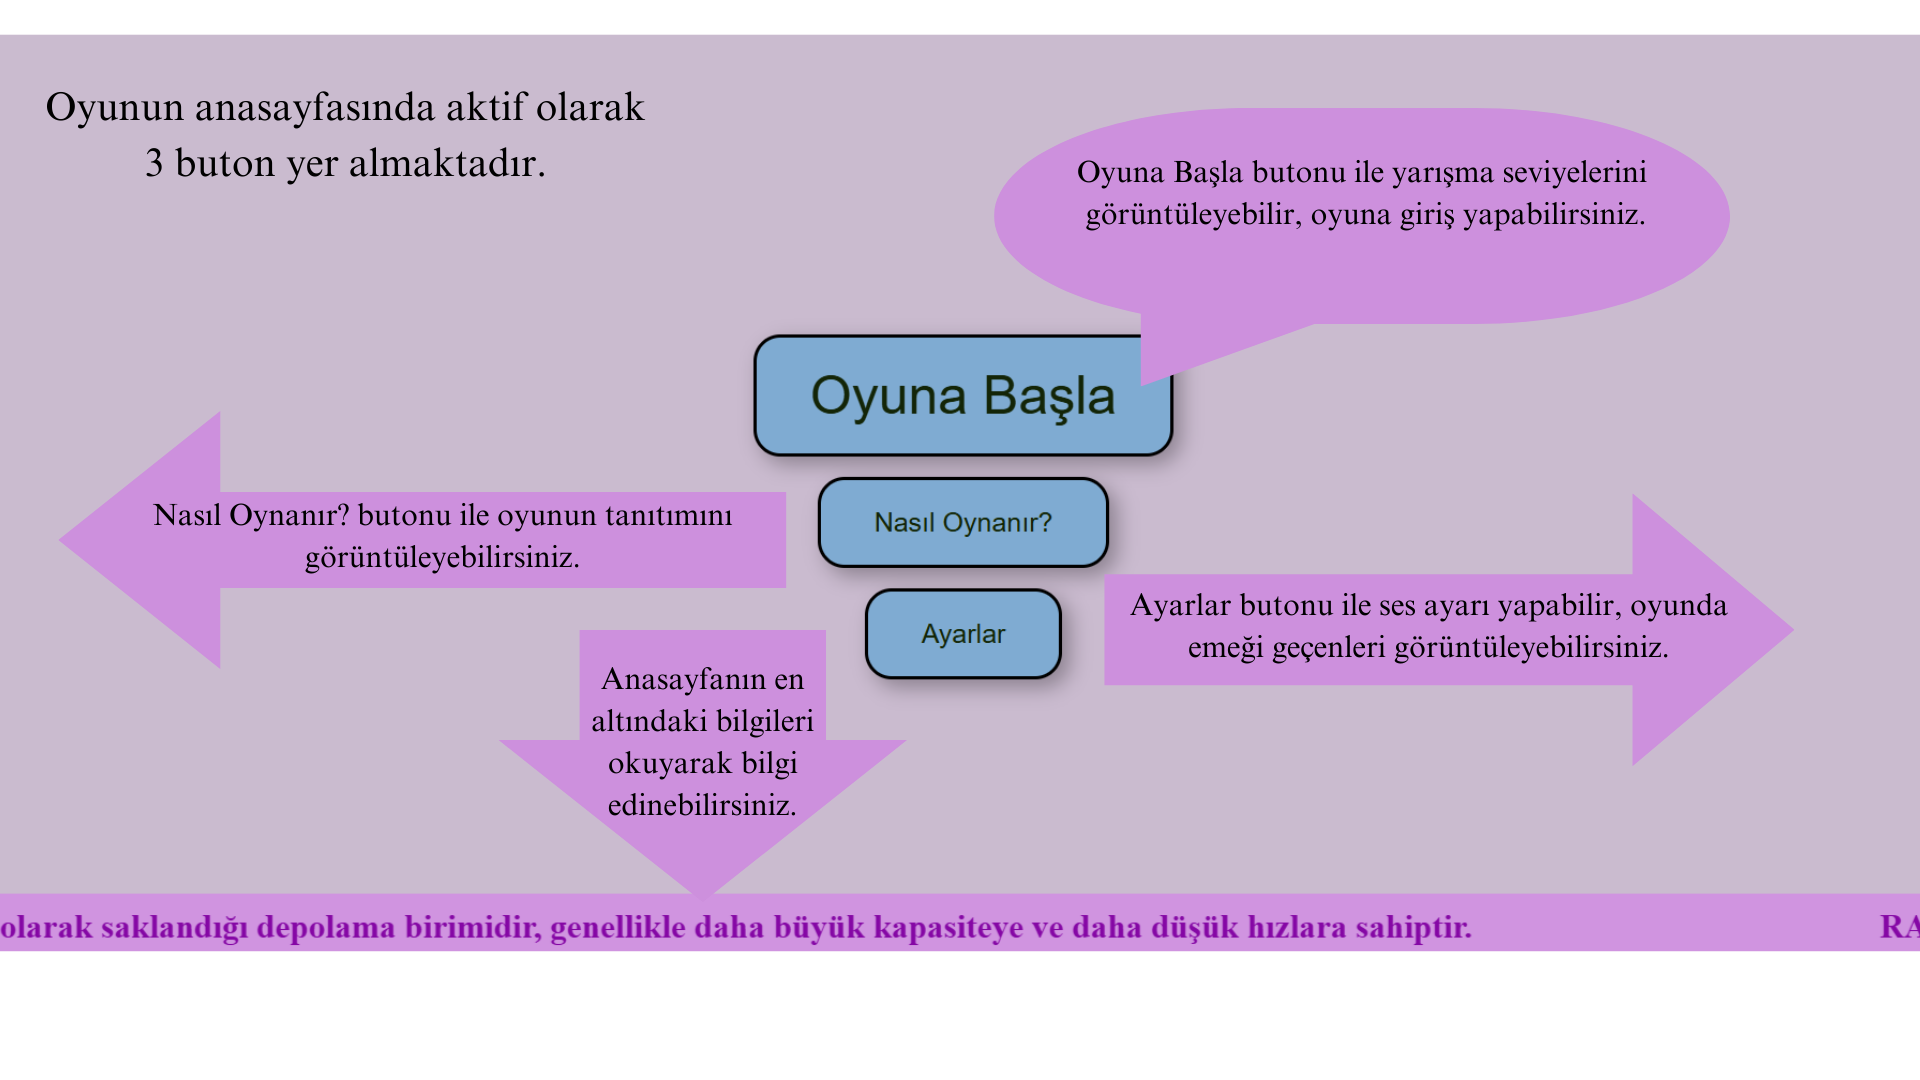 Oyunun anasayfasında aktif olarak
3 buton yer almaktadır.
Oyuna Başla butonu ile yarışma seviyelerini
görüntüleyebilir, oyuna giriş yapabilirsiniz.
Oyuna Başla
Nasıl Oynanır? butonu ile oyunun tanıtımını
görüntüleyebilirsiniz.
Nasıl Oynanır?
Ayarlar
Ayarlar butonu ile ses ayarı yapabilir, oyunda
emeği geçenleri görüntüleyebilirsiniz.
Anasayfanın en
altındaki bilgileri
okuyarak bilgi
edinebilirsiniz.
olarak saklandığı depolama birimidir, genellikle daha büyük kapasiteye ve daha düşük hızlara sahiptir.